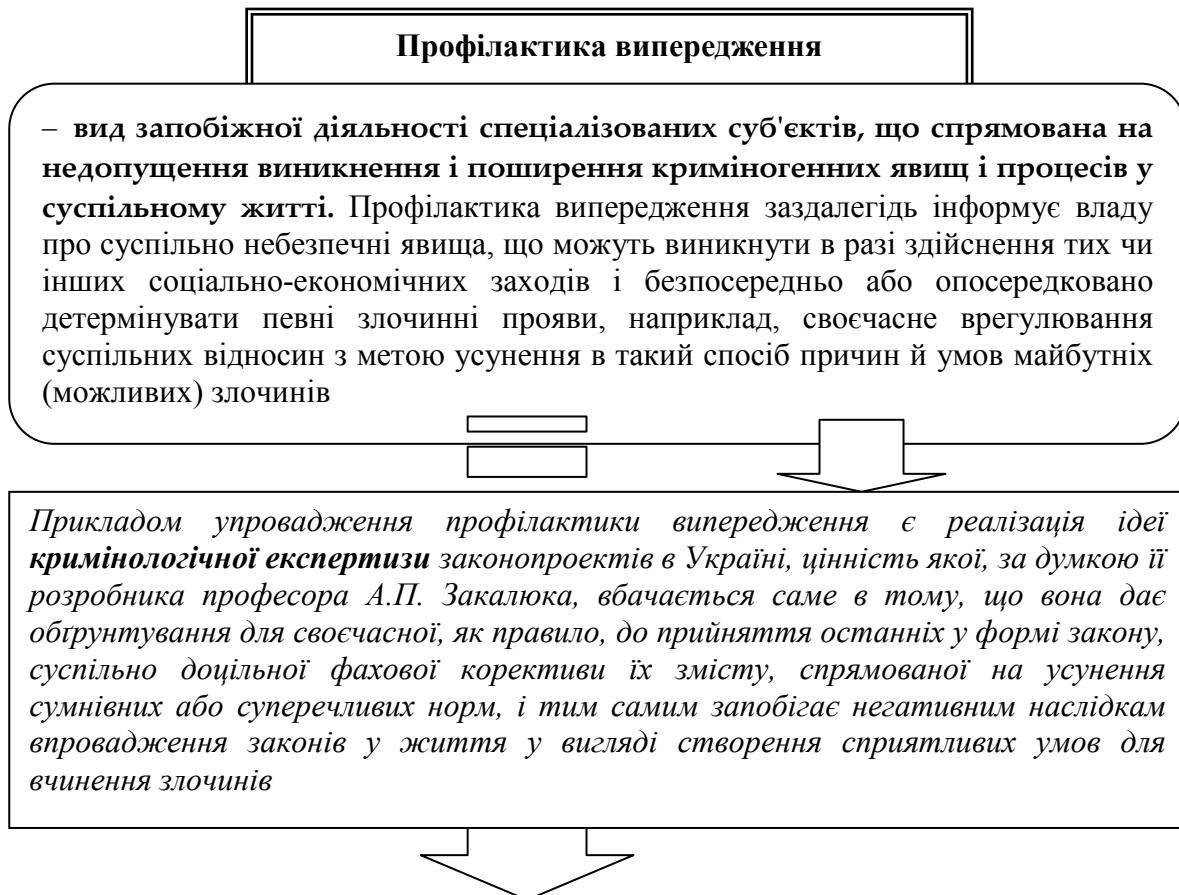 Профілактика випередження
– вид запобіжної діяльності спеціалізованих суб'єктів, що спрямована на
недопущення виникнення і поширення криміногенних явищ і процесів у
суспільному житті. Профілактика випередження заздалегідь інформує владу
про суспільно небезпечні явища, що можуть виникнути в разі здійснення тих чи
інших соціально-економічних заходів і безпосередньо або опосередковано
детермінувати певні злочинні прояви, наприклад, своєчасне врегулювання
суспільних відносин з метою усунення в такий спосіб причин й умов майбутніх
(можливих) злочинів
Прикладом упровадження профілактики випередження є реалізація ідеї
кримінологічної експертизи законопроектів в Україні, цінність якої, за думкою її
розробника професора А.П. Закалюка, вбачається саме в тому, що вона дає
обґрунтування для своєчасної, як правило, до прийняття останніх у формі закону,
суспільно доцільної фахової корективи їх змісту, спрямованої на усунення
сумнівних або суперечливих норм, і тим самим запобігає негативним наслідкам
впровадження законів у життя у вигляді створення сприятливих умов для
вчинення злочинів